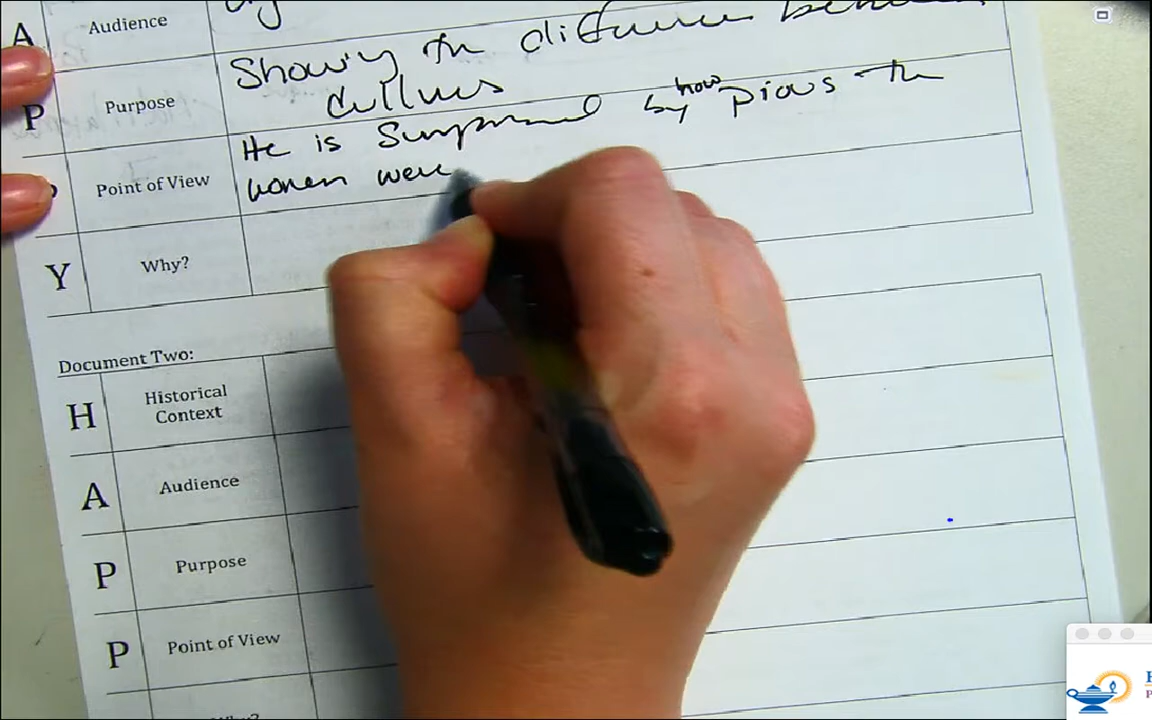 A Audience
P Purpose Showing the difference between
cultures
Point of View He is Surprised by how pious the
women were
Y Why?
Document Two:
H Historical
Context
A Audience
P Purpose
P Point of View
Why?